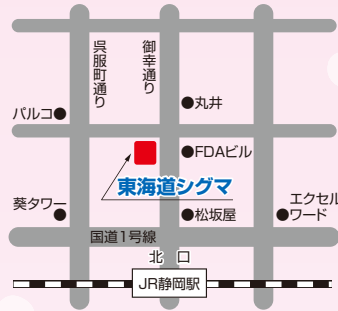 呉服町通り
御幸通り
●丸井
パルコ●
●FDAビル
東海道シグマ
葵タワー●
●松坂屋
エクセル
●ワード
国道1号線
北 口
JR静岡駅